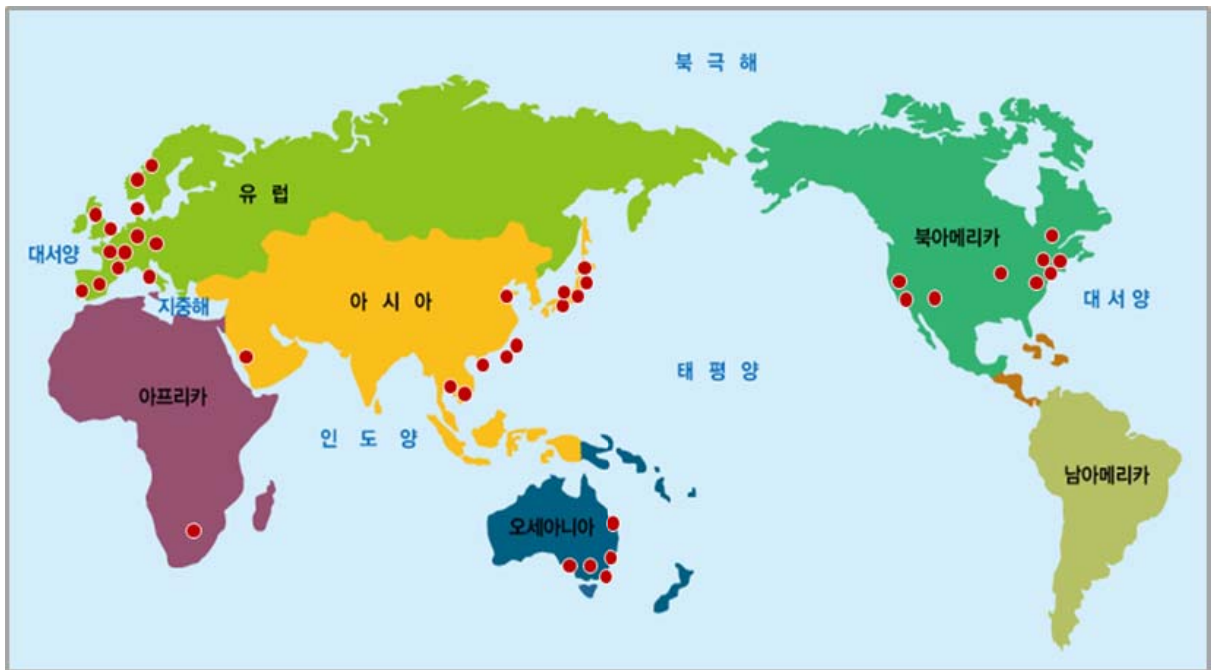 북 극 해
유 럽
북아메리카
대서양
아 시 아
지중해
대 서 양
태 평 양
아프리카
인 도 양
남아메리카
오세아니아